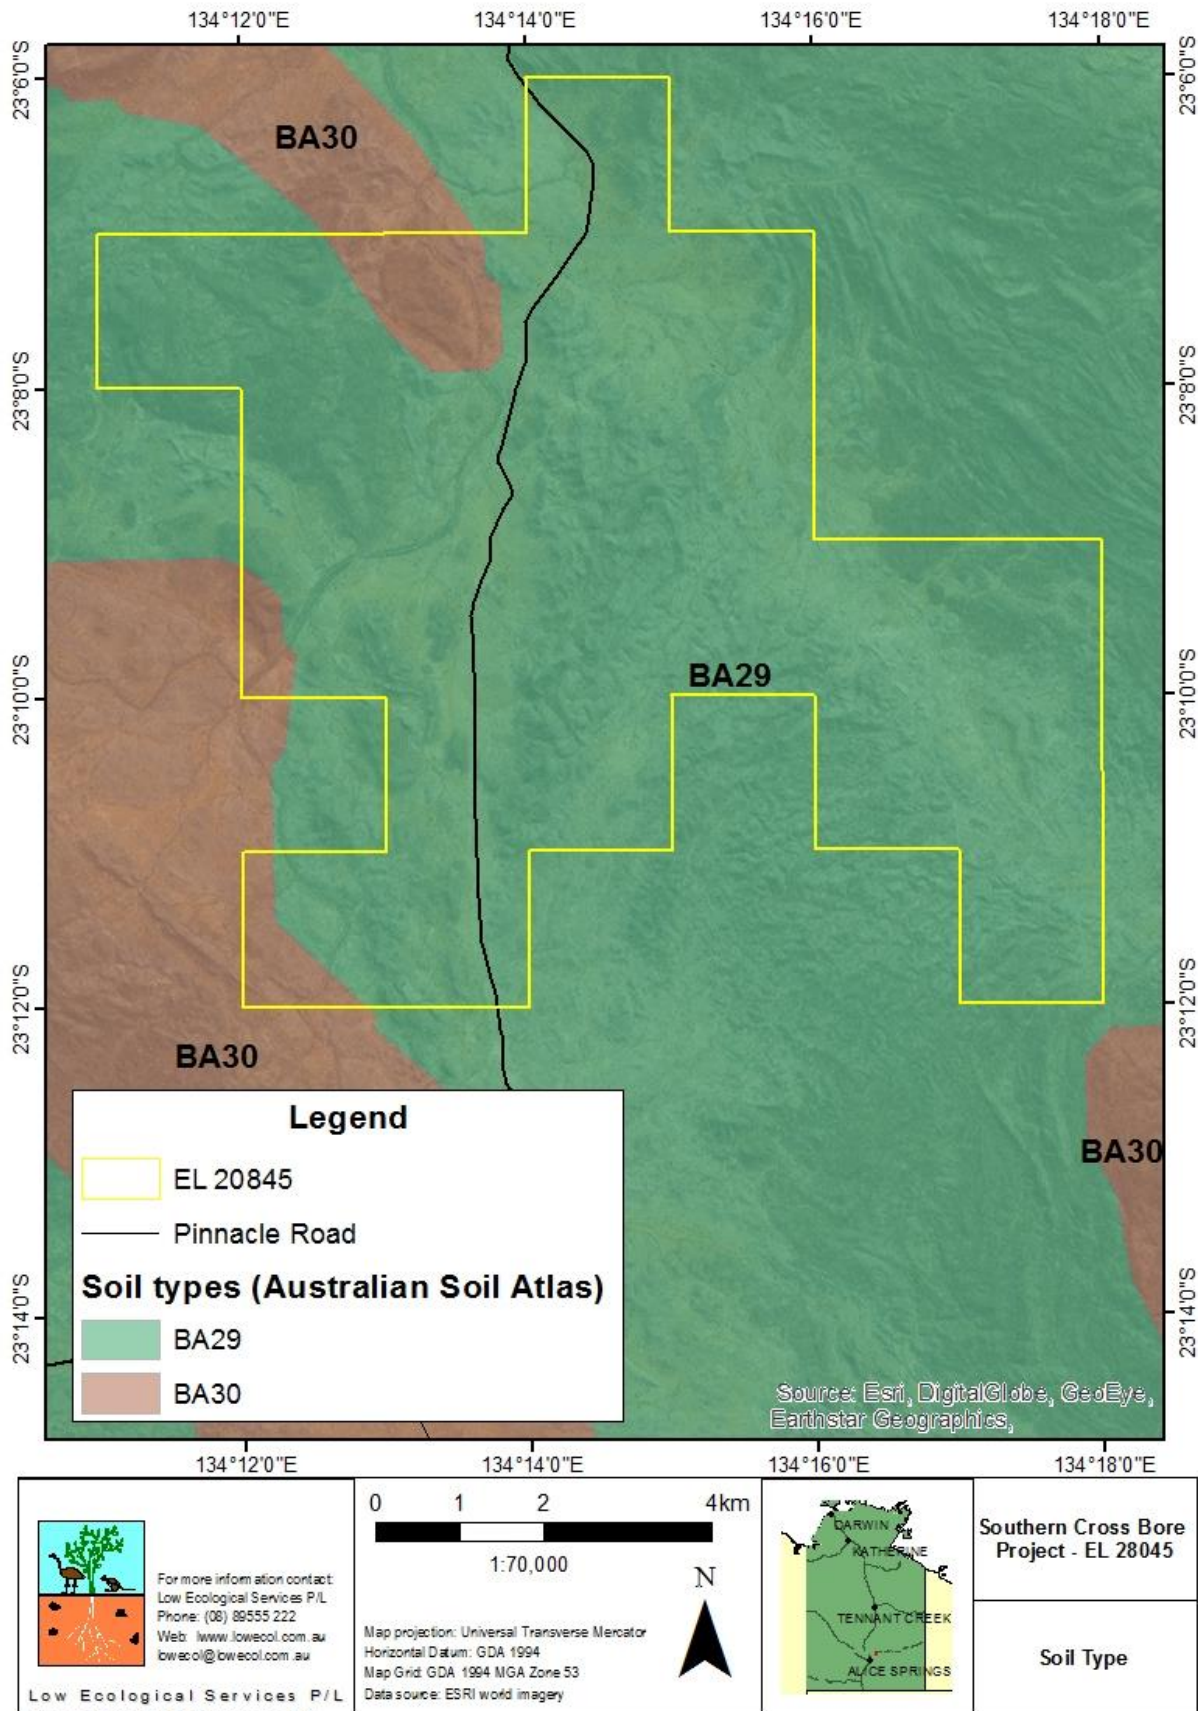 134°12'0"E
134°14'0"E
134°16'0"E
134°18'0"E
23°6'0"S
23°6'0"S
BA30
23°8'0"S
23°8'0"S
23°10'0"S
BA29
23°10'0"S
23°12'0"S
23°12'0"S
BA30
BA30
Legend
EL 20845
Pinnacle Road
Soil types (Australian Soil Atlas)
BA29
BA30
23°14'0"S
23°14'0"S
Source: Esri, DigitalGlobe, GeoEye,
Earthstar Geographics,
134°12'0"E
134°14'0"E
134°16'0"E
134°18'0"E
For more information contact:
Low Ecological Services P/L
Phone: (08) 89555 222
Web: www.lowecol.com.au
lowecol@lowecol.com.au
Low Ecological Services P/L
0 1 2 4km
1:70,000
N
Map projection: Universal Transverse Mercator
Horizontal Datum: GDA 1994
Map Grid: GDA 1994 MGA Zone 53
Data source: ESRI world imagery
DARWIN
KATHERINE
TENNANT CREEK
ALICE SPRINGS
Southern Cross Bore
Project - EL 28045
Soil Type